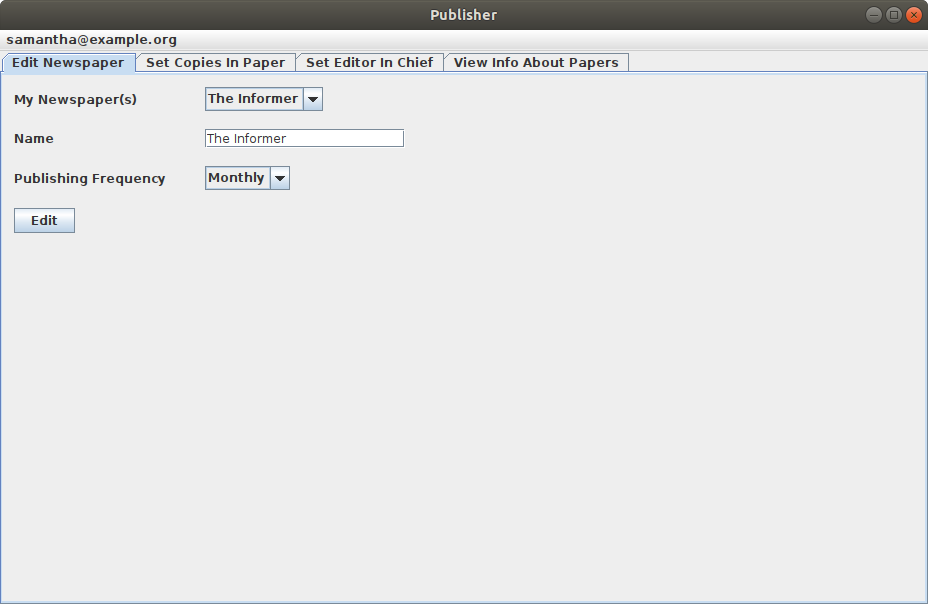 Publisher
samantha@example.org
Edit Newspaper Set Copies In Paper Set Editor In Chief View Info About Papers
My Newspaper(s) The Informer
Name The Informer
Publishing Frequency Monthly
Edit